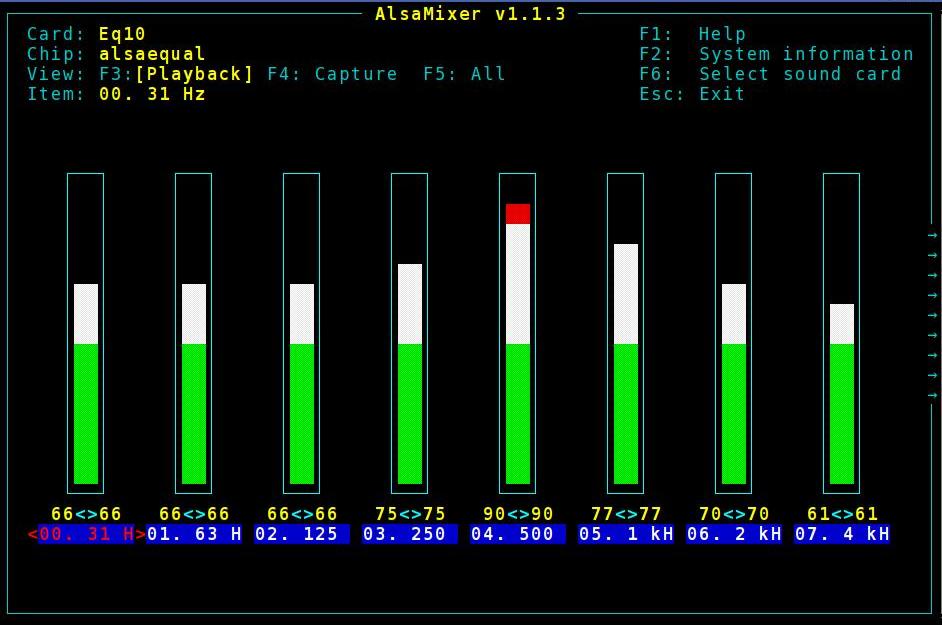 AlsaMixer v1.1.3
Card: Eq10 F1: Help
Chip: alsaequal F2: System information
View: F3:[Playback] F4: Capture F5: All F6: Select sound card
Item: 00. 31 Hz Esc: Exit
→
→
→
→
→
→
→
→
→
66<>66 66<>66 66<>66 75<>75 90<>90 77<>77 70<>70 61<>61
<00. 31 H>01. 63 H 02. 125 03. 250 04. 500 05. 1 kH 06. 2 kH 07. 4 kH